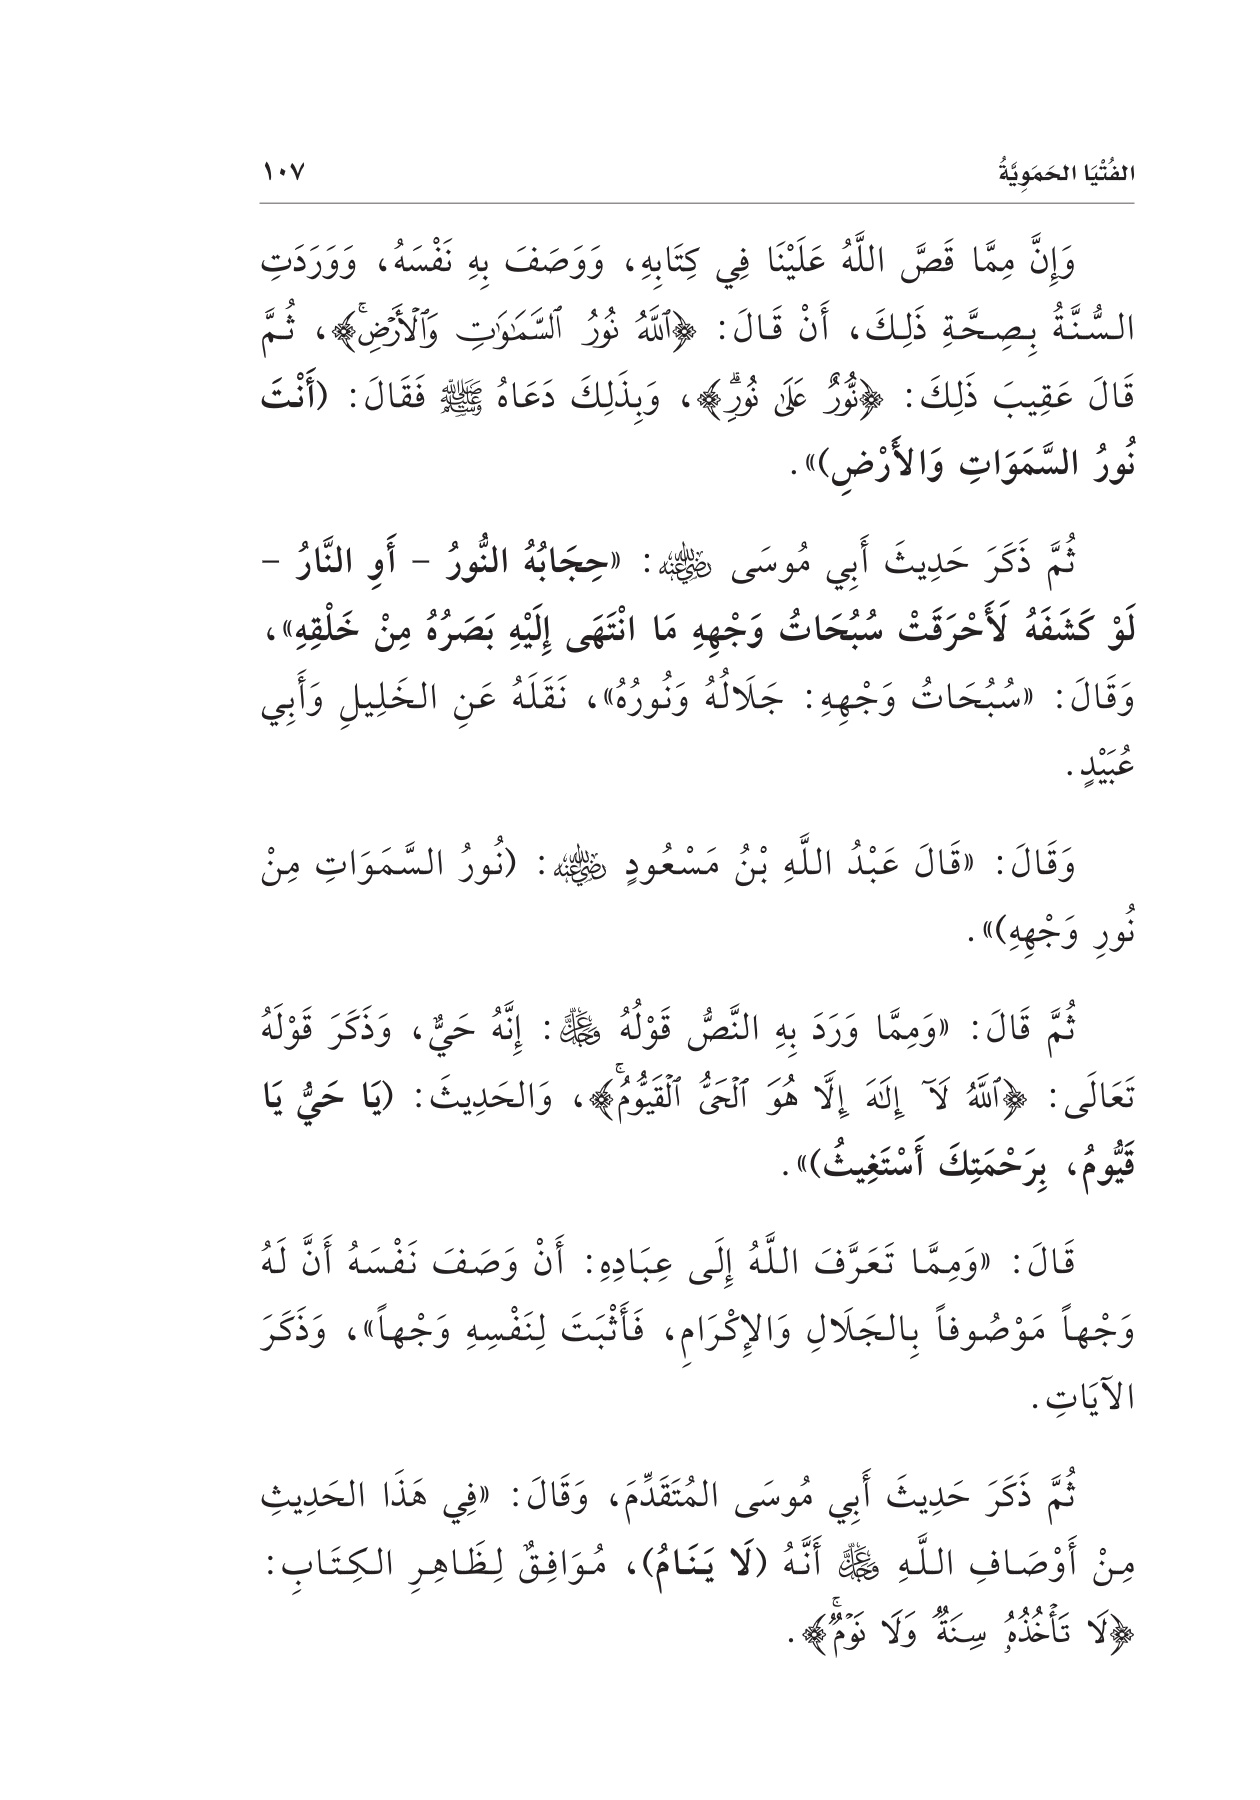 الفُتْيَا الحَمَوِيَّةُ ١٠٧
وَإِنَّ مِمَّا قَصَّ اللَّهُ عَلَيْنَا فِي كِتَابِهِ، وَوَصَفَ بِهِ نَفْسَهُ، وَوَرَدَتِ
السُّنَّةُ بِصِحَّةِ ذَلِكَ، أَنْ قَالَ: ﴿ٱللَّهُ نُورُ ٱلسَّمَٰوَٰتِ وَٱلۡأَرۡضِۚ﴾، ثُمَّ
قَالَ عَقِيبَ ذَلِكَ: ﴿نُّورٌ عَلَىٰ نُورٖۚ﴾، وَبِذَلِكَ دَعَاهُ ﷺ فَقَالَ: (أَنْتَ
نُورُ السَّمَوَاتِ وَالأَرْضِ)».
ثُمَّ ذَكَرَ حَدِيثَ أَبِي مُوسَى رضي الله عنه: «حِجَابُهُ النُّورُ – أَوِ النَّارُ –
لَوْ كَشَفَهُ لَأَحْرَقَتْ سُبُحَاتُ وَجْهِهِ مَا انْتَهَى إِلَيْهِ بَصَرُهُ مِنْ خَلْقِهِ»،
وَقَالَ: «سُبُحَاتُ وَجْهِهِ: جَلَالُهُ وَنُورُهُ»، نَقَلَهُ عَنِ الخَلِيلِ وَأَبِي
عُبَيْدٍ.
وَقَالَ: «قَالَ عَبْدُ اللَّهِ بْنُ مَسْعُودٍ رضي الله عنه: (نُورُ السَّمَوَاتِ مِنْ
نُورِ وَجْهِهِ)».
ثُمَّ قَالَ: «وَمِمَّا وَرَدَ بِهِ النَّصُّ قَوْلُهُ عز وجل: إِنَّهُ حَيٌّ، وَذَكَرَ قَوْلَهُ
تَعَالَى: ﴿ٱللَّهُ لَآ إِلَٰهَ إِلَّا هُوَ ٱلۡحَيُّ ٱلۡقَيُّومُۚ﴾، وَالحَدِيثَ: (يَا حَيُّ يَا
قَيُّومُ، بِرَحْمَتِكَ أَسْتَغِيثُ)».
قَالَ: «وَمِمَّا تَعَرَّفَ اللَّهُ إِلَى عِبَادِهِ: أَنْ وَصَفَ نَفْسَهُ أَنَّ لَهُ
وَجْهاً مَوْصُوفاً بِالجَلَالِ وَالإِكْرَامِ، فَأَثْبَتَ لِنَفْسِهِ وَجْهاً»، وَذَكَرَ
الآيَاتِ.
ثُمَّ ذَكَرَ حَدِيثَ أَبِي مُوسَى المُتَقَدِّمَ، وَقَالَ: «فِي هَذَا الحَدِيثِ
مِنْ أَوْصَافِ اللَّهِ عز وجل أَنَّهُ (لَا يَنَامُ)، مُوَافِقٌ لِظَاهِرِ الكِتَابِ:
﴿لَا تَأۡخُذُهُۥ سِنَةٞ وَلَا نَوۡمٞۚ﴾.